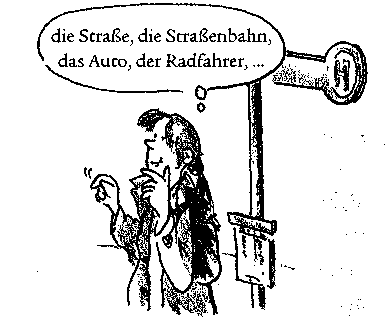 die Straße, die Straßenbahn,
das Auto, der Radfahrer, ...
H